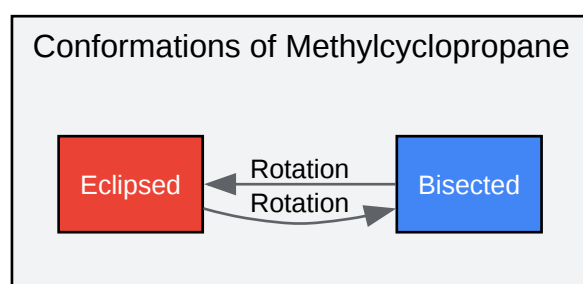 Conformations of Methylcyclopropane
Eclipsed
Rotation
Rotation
Bisected